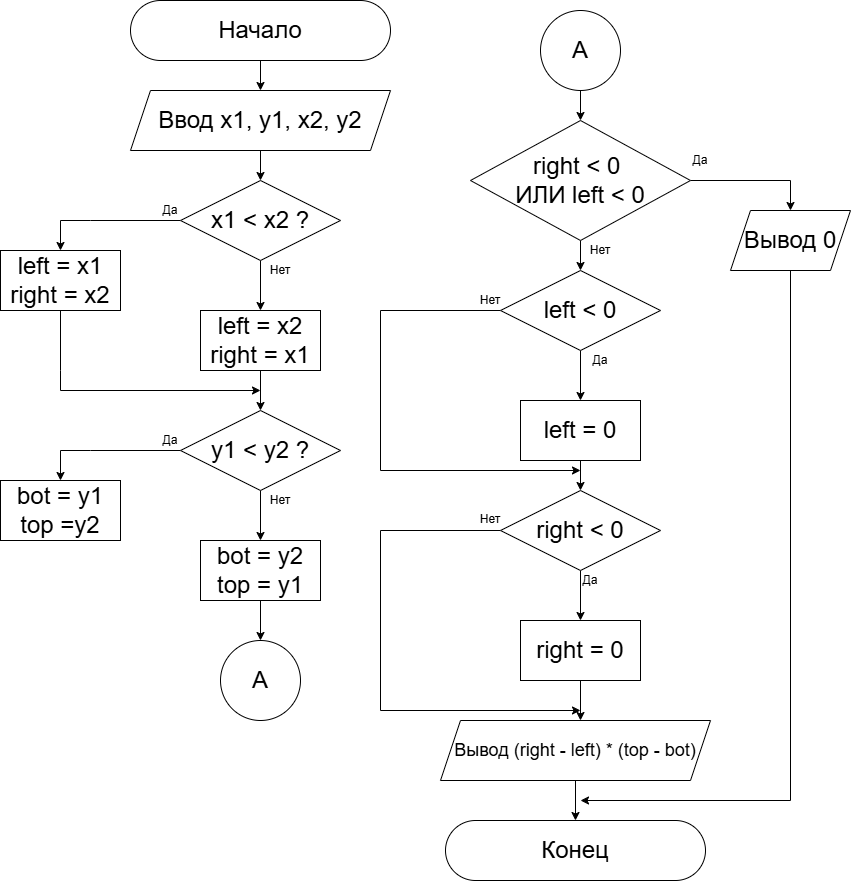 Начало
Ввод x1, y1, x2, y2
x1 < x2 ?
Да
Нет
left = x1
right = x2
left = x2
right = x1
y1 < y2 ?
Да
Нет
bot = y1
top =y2
bot = y2
top = y1
A
A
right < 0
ИЛИ left < 0
Да
Нет
Вывод 0
left < 0
Нет
Да
left = 0
right < 0
Нет
Да
right = 0
Вывод (right - left) * (top - bot)
Конец